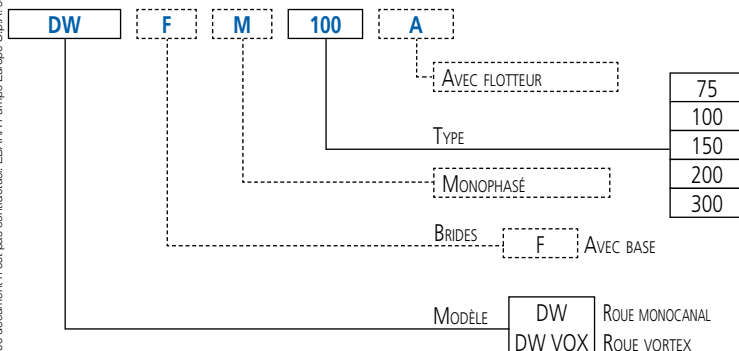 DW F M 100 A
AVEC FLOTTEUR
75
100
TYPE 150
MONOPHASÉ 200
300
BRIDES F AVEC BASE
MODÈLE DW ROUE MONOCANAL
DW VOX ROUE VORTEX